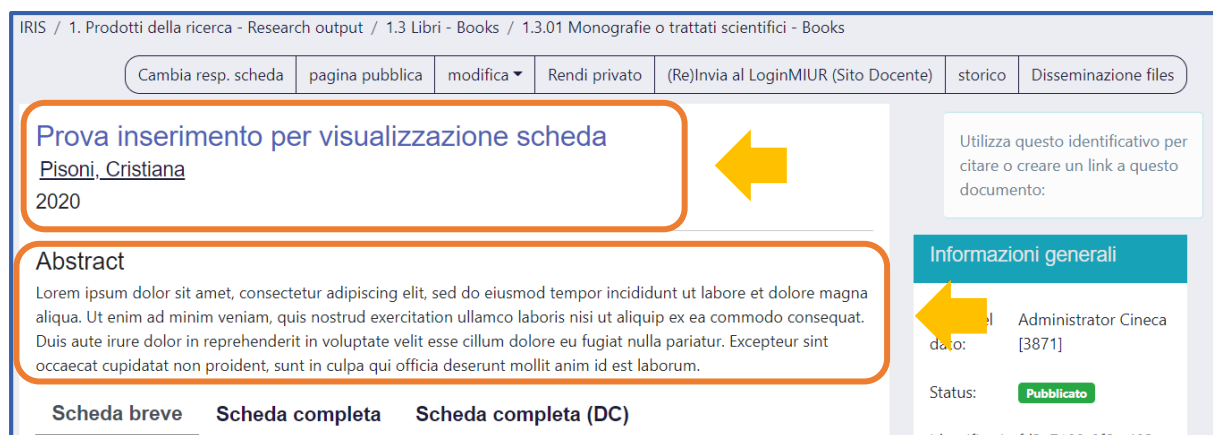 IRIS / 1. Prodotti della ricerca - Research output / 1.3 Libri - Books / 1.3.01 Monografie o trattati scientifici - Books
Cambia resp. scheda pagina pubblica modifica Rendi privato (Re)Invia al LoginMIUR (Sito Docente) storico Disseminazione files
Prova inserimento per visualizzazione scheda
Pisoni, Cristiana
2020
Utilizza questo identificativo per
citare o creare un link a questo
documento:
Abstract
Lorem ipsum dolor sit amet, consectetur adipiscing elit, sed do eiusmod tempor incididunt ut labore et dolore magna
aliqua. Ut enim ad minim veniam, quis nostrud exercitation ullamco laboris nisi ut aliquip ex ea commodo consequat.
Duis aute irure dolor in reprehenderit in voluptate velit esse cillum dolore eu fugiat nulla pariatur. Excepteur sint
occaecat cupidatat non proident, sunt in culpa qui officia deserunt mollit anim id est laborum.
Scheda breve Scheda completa Scheda completa (DC)
Informazioni generali
Administrator Cineca
[3871]
Status: Pubblicato